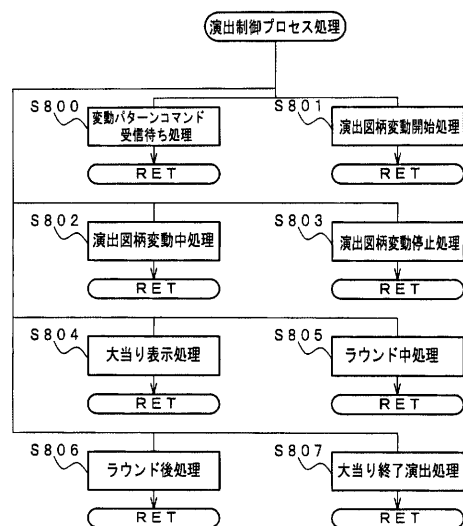 演出制御プロセス処理
S800
変動パターンコマンド
受信待ち処理
RET
S801
演出図柄変動開始処理
RET
S802
演出図柄変動中処理
RET
S803
演出図柄変動停止処理
RET
S804
大当り表示処理
RET
S805
ラウンド中処理
RET
S806
ラウンド後処理
RET
S807
大当り終了演出処理
RET